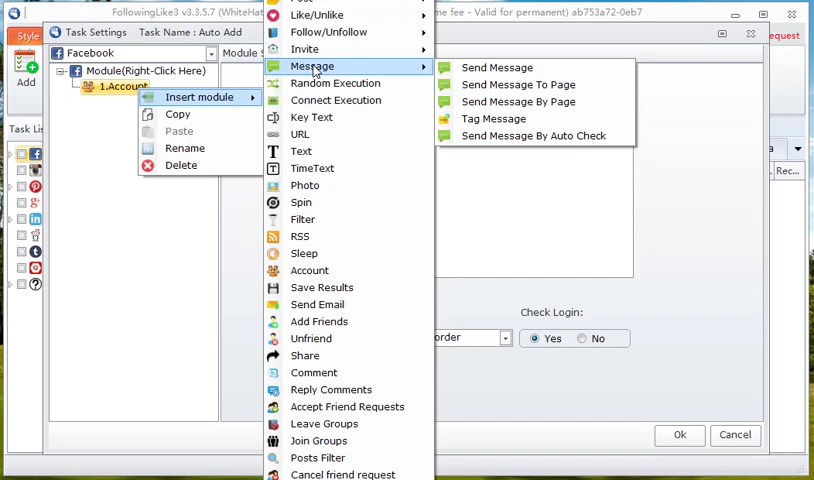 FollowingLike3 v3.3.5.7 (WhiteHat
me fee - Valid for permanent) ab753a72-0eb7
Style
Task Settings
Task Name : Auto Add
equest
Facebook
Module S
Add
Module(Right-Click Here)
1.Account
Task Lis
Rec...
Insert module
Copy
Paste
Rename
Delete
Like/Unlike
Follow/Unfollow
Invite
Message
Random Execution
Connect Execution
Key Text
URL
Text
TimeText
Photo
Spin
Filter
RSS
Sleep
Account
Save Results
Send Email
Add Friends
Unfriend
Share
Comment
Reply Comments
Accept Friend Requests
Leave Groups
Join Groups
Posts Filter
Cancel friend request
Send Message
Send Message To Page
Send Message By Page
Tag Message
Send Message By Auto Check
Check Login:
order
Yes
No
Ok
Cancel